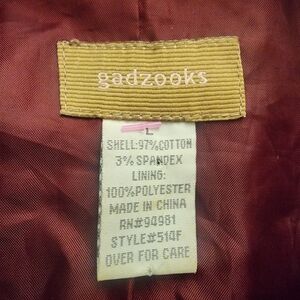 gadzooks
L
SHELL:97%COTTON
3% SPANDEX
LINING:
100%POLYESTER
MADE IN CHINA
RN#94981
STYLE#514F
OVER FOR CARE